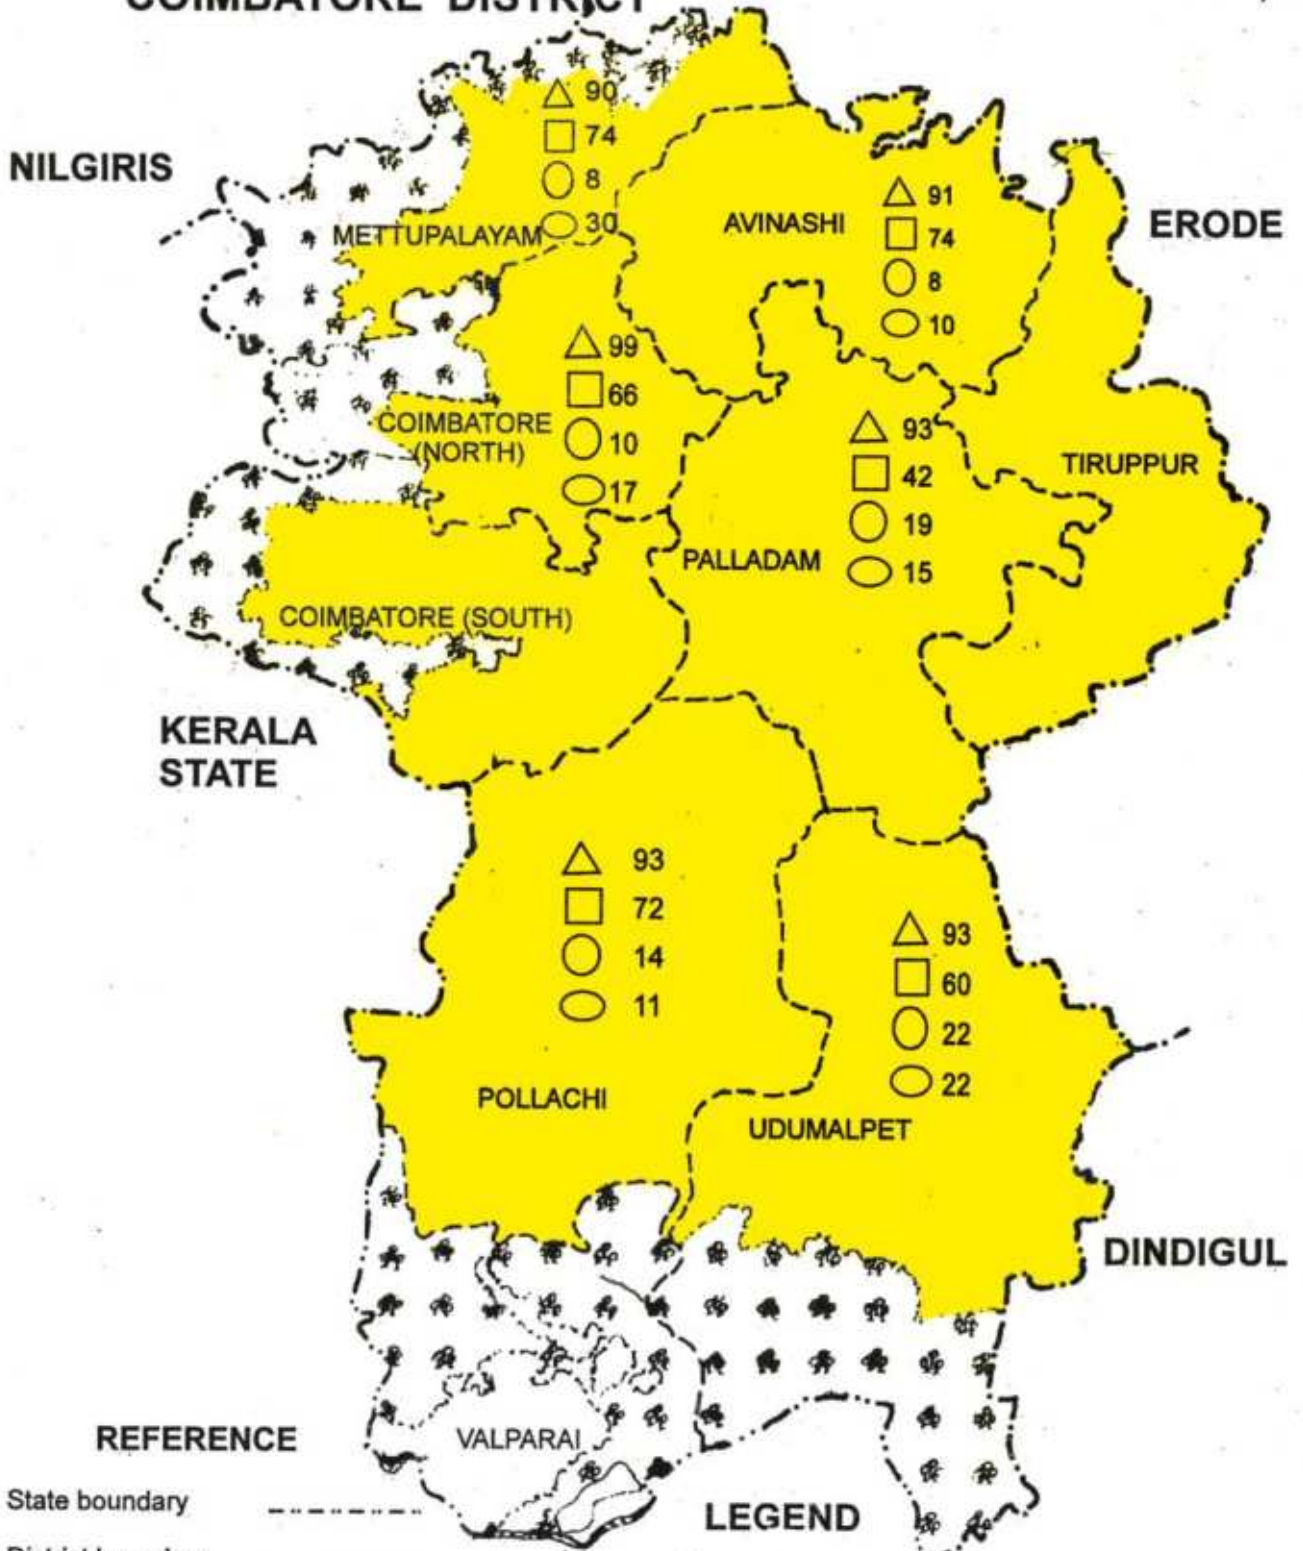 COIMBATORE DISTRICT
NILGIRIS
90
74
8
30
METTUPALAYAM
AVINASHI
91
74
8
10
ERODE
99
66
10
17
COIMBATORE
(NORTH)
93
42
19
15
TIRUPPUR
PALLADAM
COIMBATORE (SOUTH)
KERALA
STATE
93
72
14
11
93
60
22
22
POLLACHI
UDUMALPET
DINDIGUL
REFERENCE
VALPARAI
State boundary
LEGEND